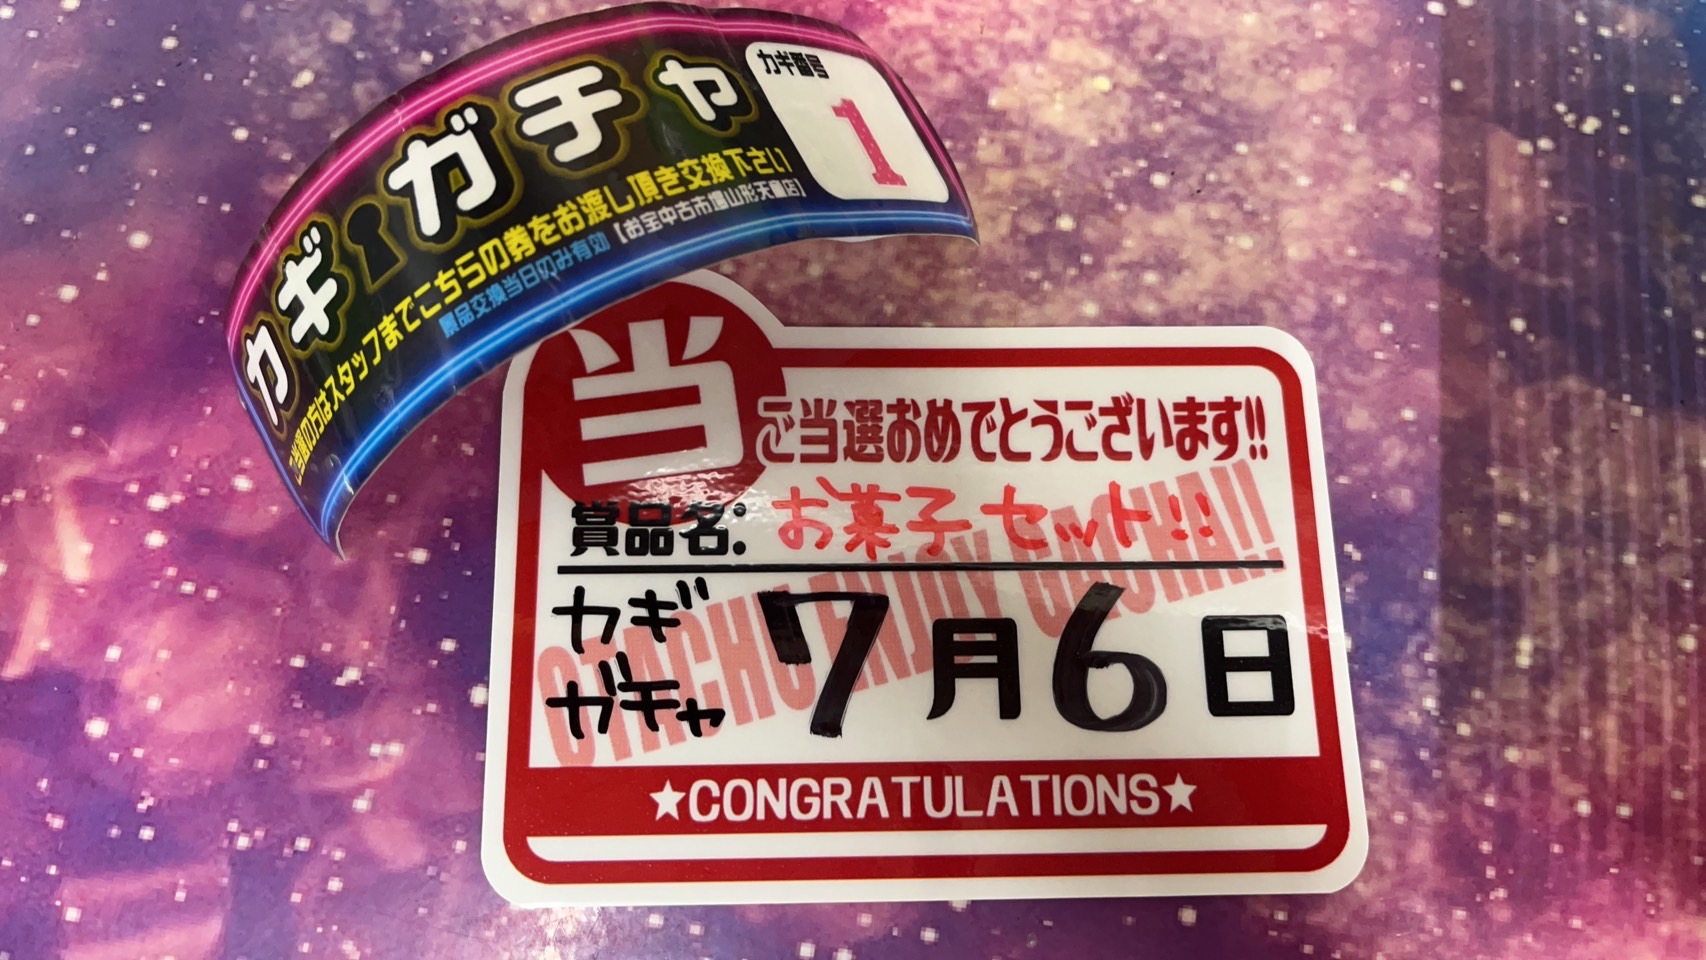 カギガチャ
カギ番号
1
ご当選の方はスタッフまでこちらの券をお渡し頂き交換下さい
景品交換当日のみ有効【お宝中古市場山形天童店】
当
ご当選おめでとうございます!!
賞品名:お菓子セット!!
カギ
ガチャ
7月6日
OTACHU ENJOY GACHA!!
★CONGRATULATIONS★